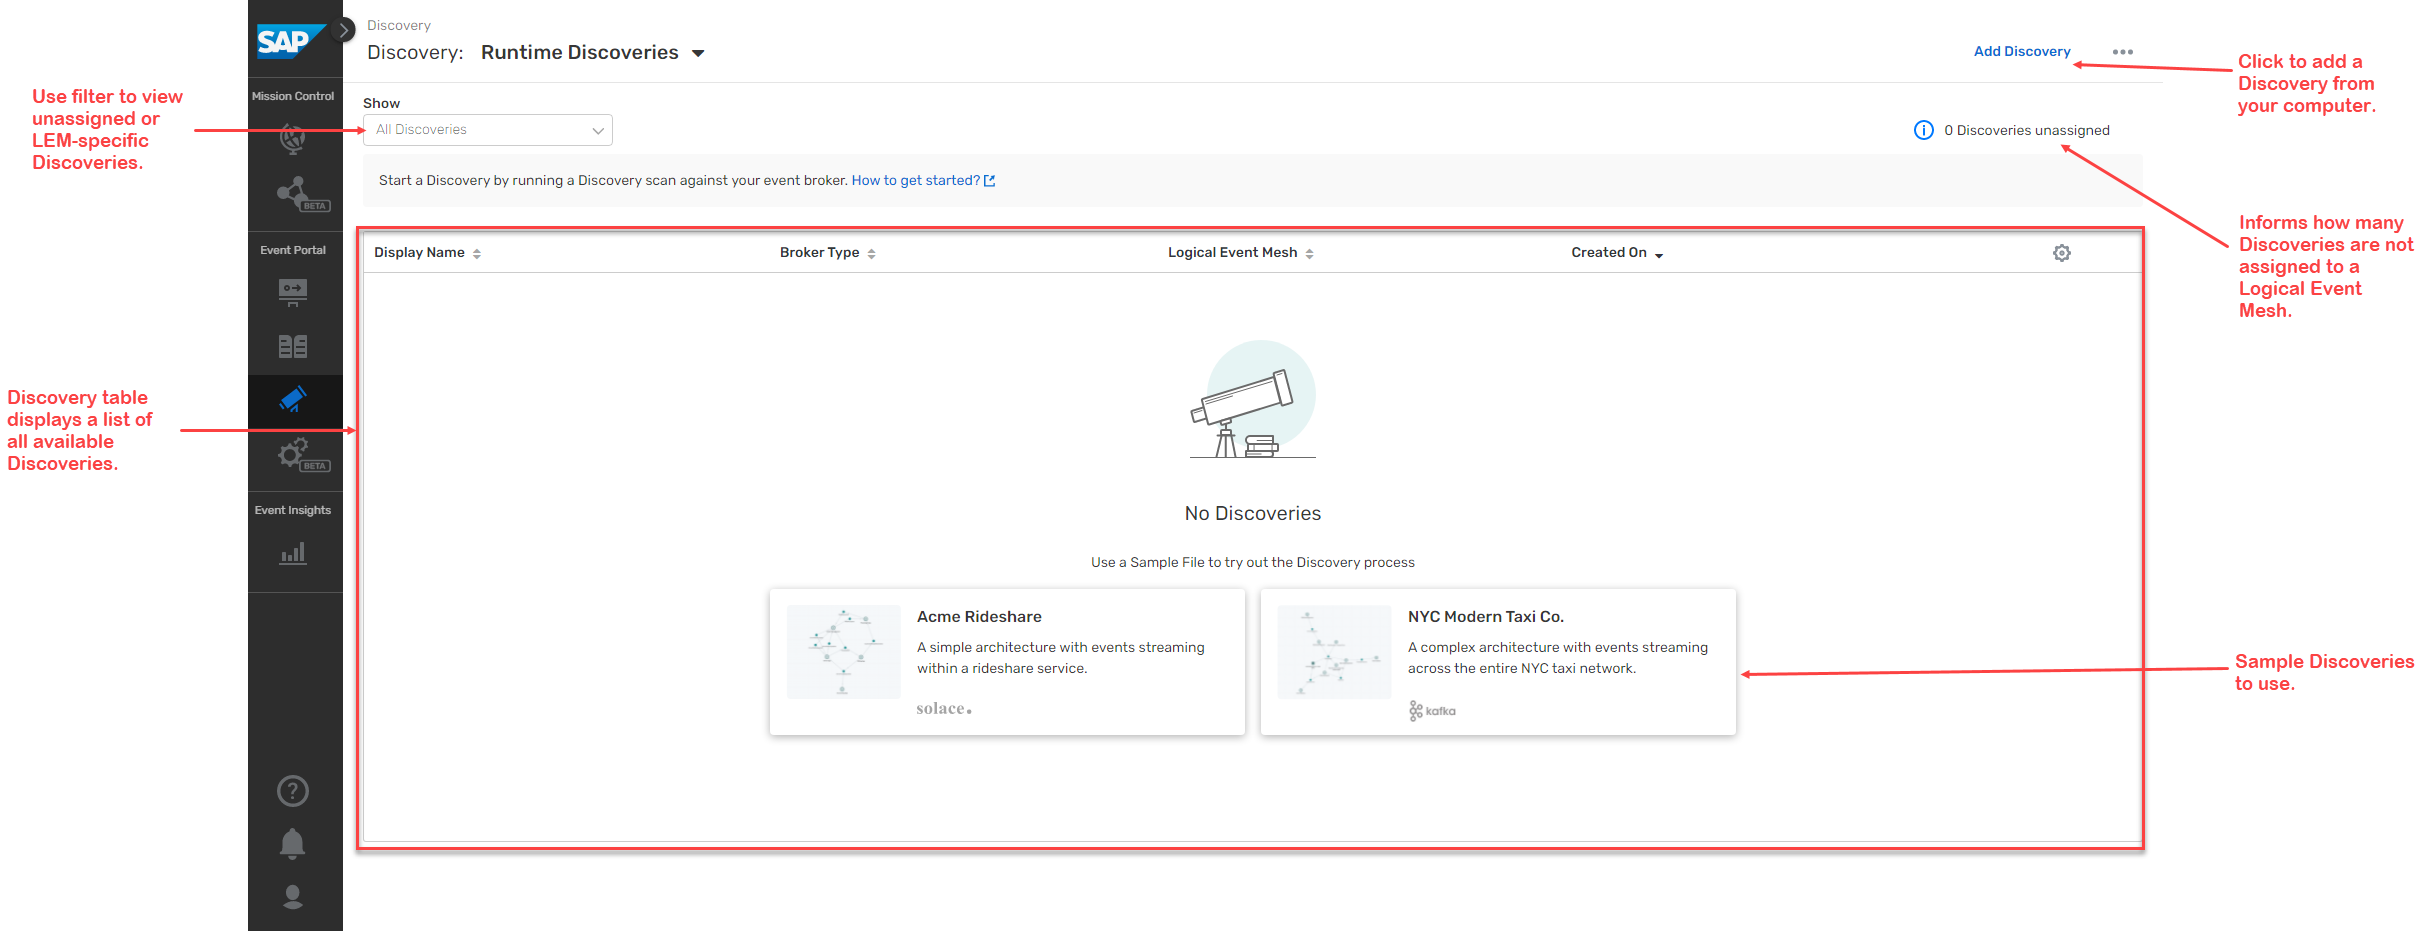 SAP
Discovery
Discovery: Runtime Discoveries
Add Discovery
Click to add a
Discovery from
your computer.
Use filter to view
unassigned or
LEM-specific
Discoveries.
Mission Control
BETA
Show
All Discoveries
0 Discoveries unassigned
Start a Discovery by running a Discovery scan against your event broker. How to get started?
Informs how many
Discoveries are not
assigned to a
Logical Event
Mesh.
Event Portal
BETA
Display Name
Broker Type
Logical Event Mesh
Created On
Discovery table
displays a list of
all available
Discoveries.
Event Insights
No Discoveries
Use a Sample File to try out the Discovery process
Acme Rideshare
A simple architecture with events streaming
within a rideshare service.
solace.
NYC Modern Taxi Co.
A complex architecture with events streaming
across the entire NYC taxi network.
kafka
Sample Discoveries
to use.